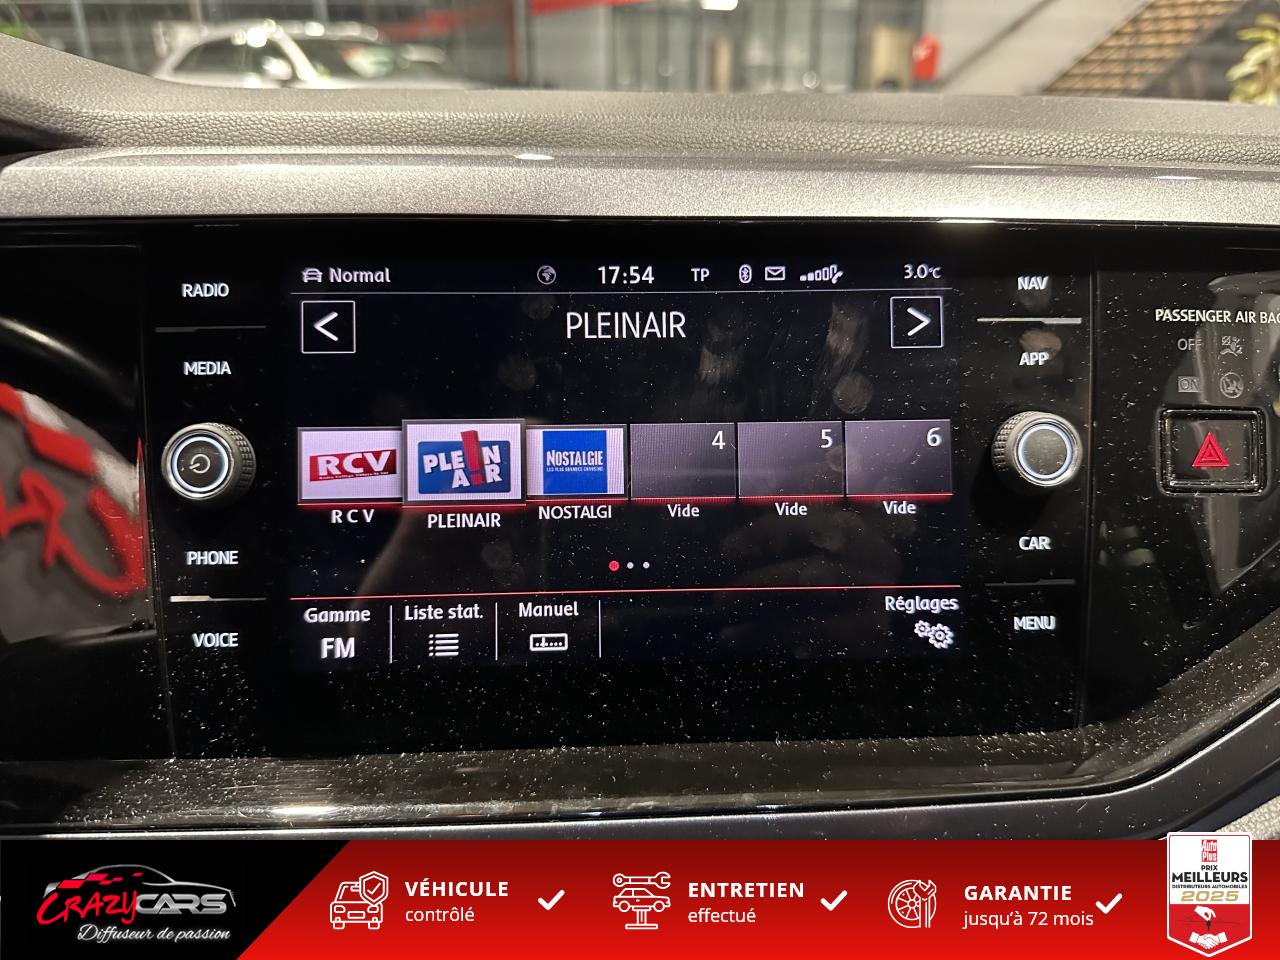 RADIO
MEDIA
PHONE
VOICE
Normal
17:54
TP
3.0°C
PLEINAIR
4
5
6
RCV
PLEIN
AIR
NOSTALGIE
R C V
PLEINAIR
NOSTALGI
Vide
Vide
Vide
Gamme
FM
Liste stat.
Manuel
Réglages
NAV
APP
CAR
MENU
PASSENGER AIR BAG
OFF
ON
CRAZYCARS
Diffuseur de passion
VÉHICULE
contrôlé
ENTRETIEN
effectué
GARANTIE
jusqu'à 72 mois
Auto
Plus
PRIX
MEILLEURS
DISTRIBUTEURS AUTOMOBILES
2025